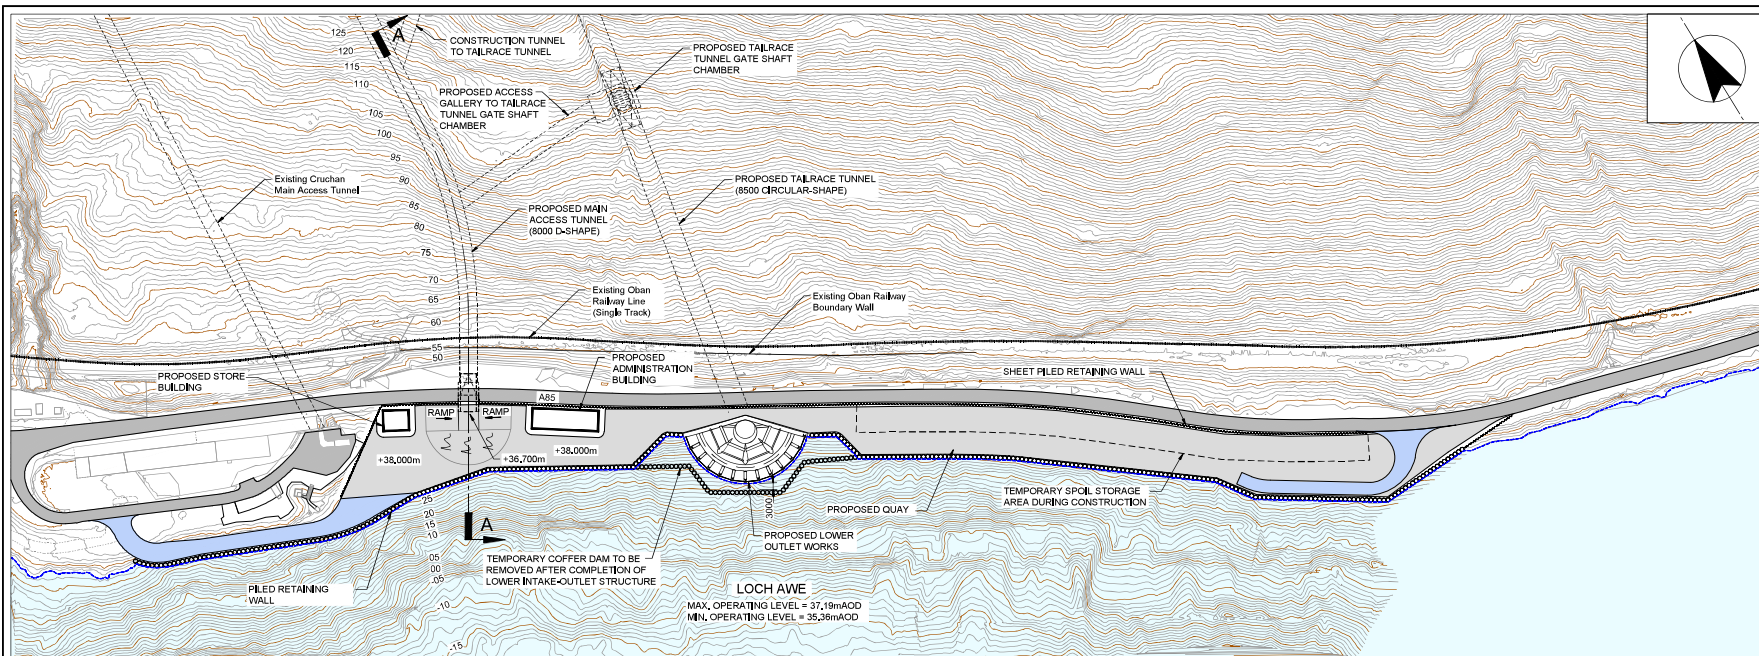 125
120
115
110
105
100
95
90
85
80
75
70
65
60
55
50
A
CONSTRUCTION TUNNEL
TO TAILRACE TUNNEL
PROPOSED TAILRACE
TUNNEL GATE SHAFT
CHAMBER
PROPOSED ACCESS
GALLERY TO TAILRACE
TUNNEL GATE SHAFT
CHAMBER
Existing Cruchan
Main Access Tunnel
PROPOSED TAILRACE TUNNEL
(8500 CIRCULAR-SHAPE)
PROPOSED MAIN
ACCESS TUNNEL
(8000 D-SHAPE)
Existing Oban
Railway Line
(Single Track)
Existing Oban Railway
Boundary Wall
PROPOSED STORE
BUILDING
PROPOSED
ADMINISTRATION
BUILDING
SHEET PILED RETAINING WALL
A85
RAMP
RAMP
+38.000m
+36.700m
+38.000m
25
20
15
10
05
00
-05
-10
-15
A
3000
TEMPORARY SPOIL STORAGE
AREA DURING CONSTRUCTION
PROPOSED QUAY
PROPOSED LOWER
OUTLET WORKS
TEMPORARY COFFER DAM TO BE
REMOVED AFTER COMPLETION OF
LOWER INTAKE-OUTLET STRUCTURE
PILED RETAINING
WALL
LOCH AWE
MAX. OPERATING LEVEL = 37.19mAOD
MIN. OPERATING LEVEL = 35.36mAOD